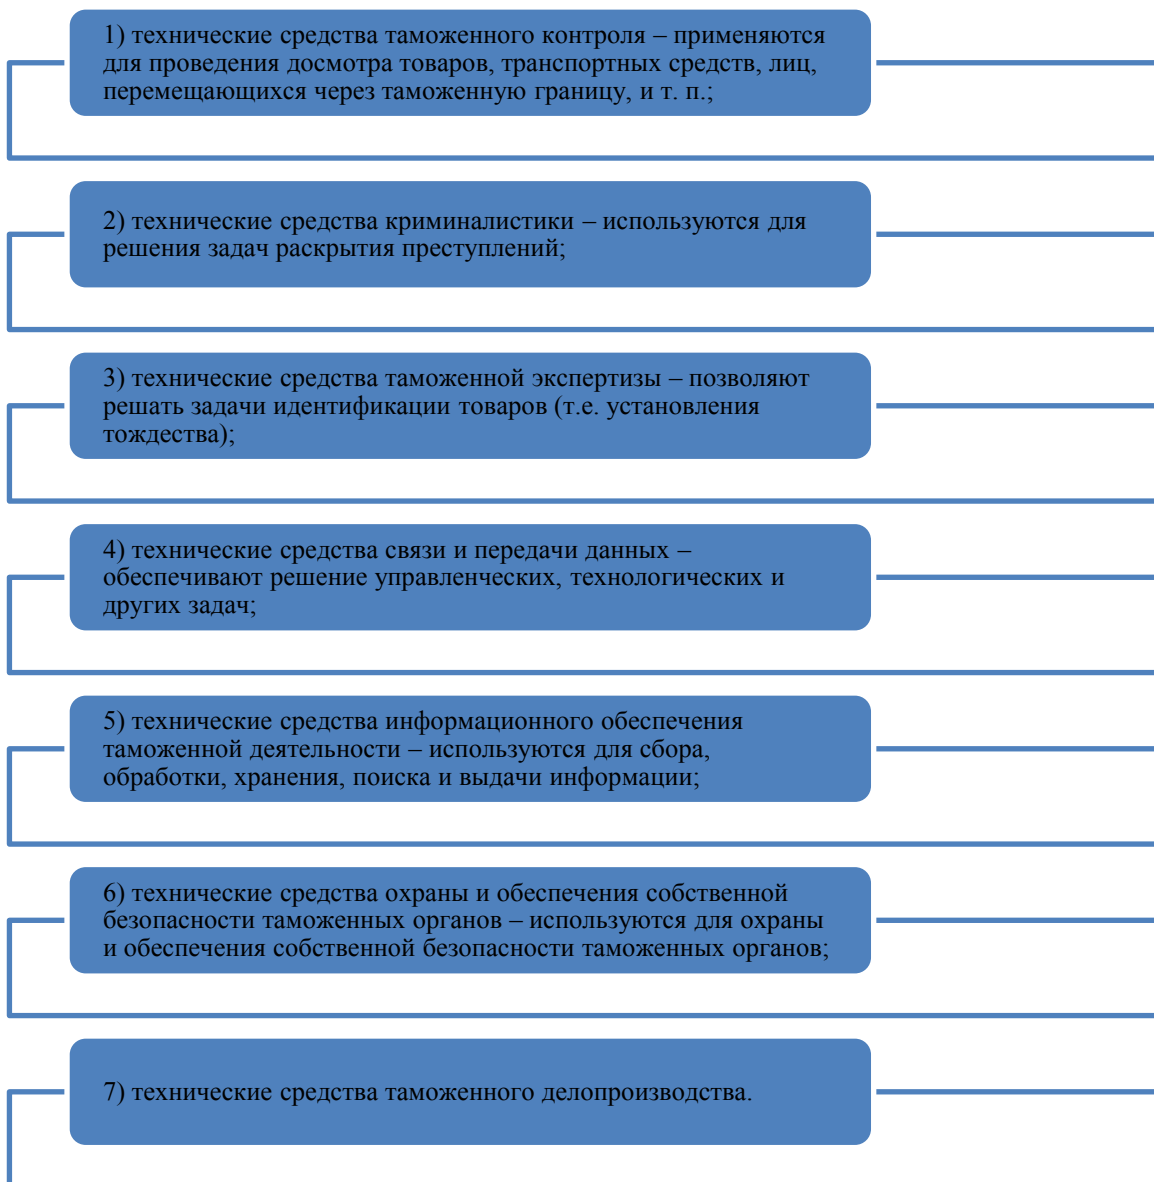 1) технические средства таможенного контроля – применяются
для проведения досмотра товаров, транспортных средств, лиц,
перемещающихся через таможенную границу, и т. п.;
2) технические средства криминалистики – используются для
решения задач раскрытия преступлений;
3) технические средства таможенной экспертизы – позволяют
решать задачи идентификации товаров (т.е. установления
тождества);
4) технические средства связи и передачи данных –
обеспечивают решение управленческих, технологических и
других задач;
5) технические средства информационного обеспечения
таможенной деятельности – используются для сбора,
обработки, хранения, поиска и выдачи информации;
6) технические средства охраны и обеспечения собственной
безопасности таможенных органов – используются для охраны
и обеспечения собственной безопасности таможенных органов;
7) технические средства таможенного делопроизводства.